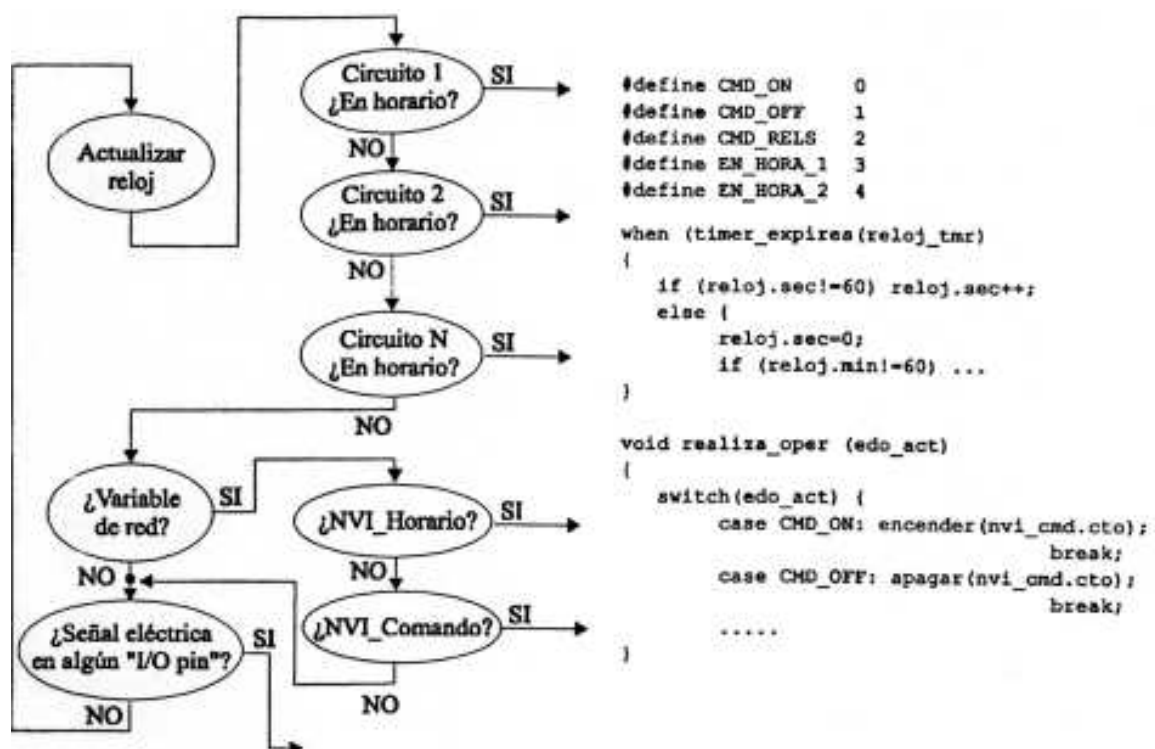 Circuito 1
¿En horario?
SI
NO
Actualizar
reloj
Circuito 2
¿En horario?
SI
NO
Circuito N
¿En horario?
SI
NO
¿Variable
de red?
SI
NO
¿NVI_Horario?
SI
NO
¿NVI_Comando?
SI
NO
¿Señal eléctrica
en algún "I/O pin"?
SI
NO
#define CMD_ON 0
#define CMD_OFF 1
#define CMD_RELS 2
#define EN_HORA_1 3
#define EN_HORA_2 4
when (timer_expires(reloj_tmr)
{
if (reloj.sec!=60) reloj.sec++;
else {
reloj.sec=0;
if (reloj.min!=60) ...
}
void realiza_oper (edo_act)
{
switch(edo_act) {
case CMD_ON: encender(nvi_cmd.cto);
break;
case CMD_OFF: apagar(nvi_cmd.cto);
break;
.....
}